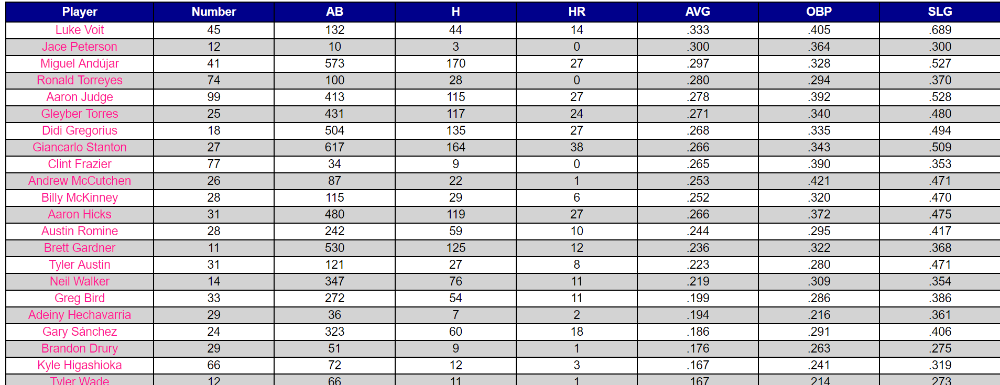 Player Number AB H HR AVG OBP SLG
Luke Voit 45 132 44 14 .333 .405 .689
Jace Peterson 12 10 3 0 .300 .364 .300
Miguel Andújar 41 573 170 27 .297 .328 .527
Ronald Torreyes 74 100 28 0 .280 .294 .370
Aaron Judge 99 413 115 27 .278 .392 .528
Gleyber Torres 25 431 117 24 .271 .340 .480
Didi Gregorius 18 504 135 27 .268 .335 .494
Giancarlo Stanton 27 617 164 38 .266 .343 .509
Clint Frazier 77 34 9 0 .265 .390 .353
Andrew McCutchen 26 87 22 1 .253 .421 .471
Billy McKinney 28 115 29 6 .252 .320 .470
Aaron Hicks 31 480 119 27 .266 .372 .475
Austin Romine 28 242 59 10 .244 .295 .417
Brett Gardner 11 530 125 12 .236 .322 .368
Tyler Austin 31 121 27 8 .223 .280 .471
Neil Walker 14 347 76 11 .219 .309 .354
Greg Bird 33 272 54 11 .199 .286 .386
Adeiny Hechavarria 29 36 7 2 .194 .216 .361
Gary Sánchez 24 323 60 18 .186 .291 .406
Brandon Drury 29 51 9 1 .176 .263 .275
Kyle Higashioka 66 72 12 3 .167 .241 .319
Tyler Wade 12 66 11 1 .167 .214 .273